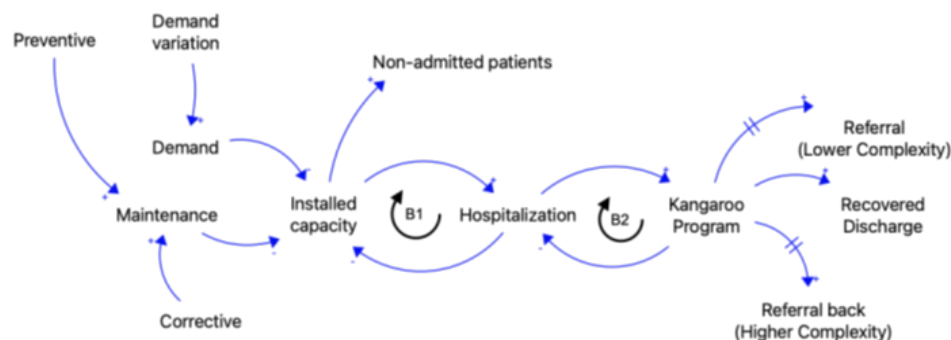 Preventive
Demand
variation
Non-admitted patients
Demand
Maintenance
Corrective
Installed
capacity
B1
Hospitalization
B2
Kangaroo
Program
Referral
(Lower Complexity)
Recovered
Discharge
Referral back
(Higher Complexity)